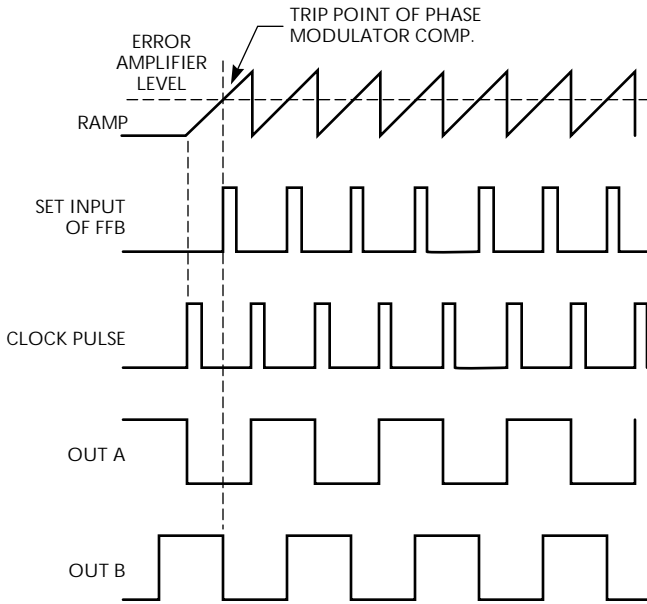 TRIP POINT OF PHASE
MODULATOR COMP.
ERROR
AMPLIFIER
LEVEL
RAMP
SET INPUT
OF FFB
CLOCK PULSE
OUT A
OUT B